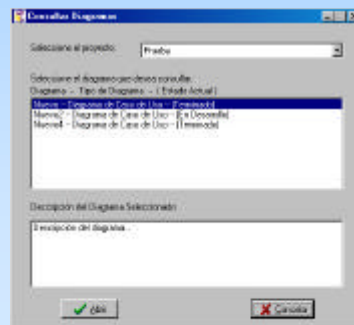 Consultar Diagramas
Seleccione el proyecto:
Prueba
Seleccione el diagrama que desea consultar:
Diagrama - Tipo de Diagrama - ( Estado Actual )
Nuevo - Diagrama de Caso de Uso - [Terminado]
Nuevo2 - Diagrama de Caso de Uso - [En Desarrollo]
Nuevo4 - Diagrama de Caso de Uso - [Terminado]
Descripción del Diagrama Seleccionado:
Descripción del diagrama...
Abrir
Cancelar